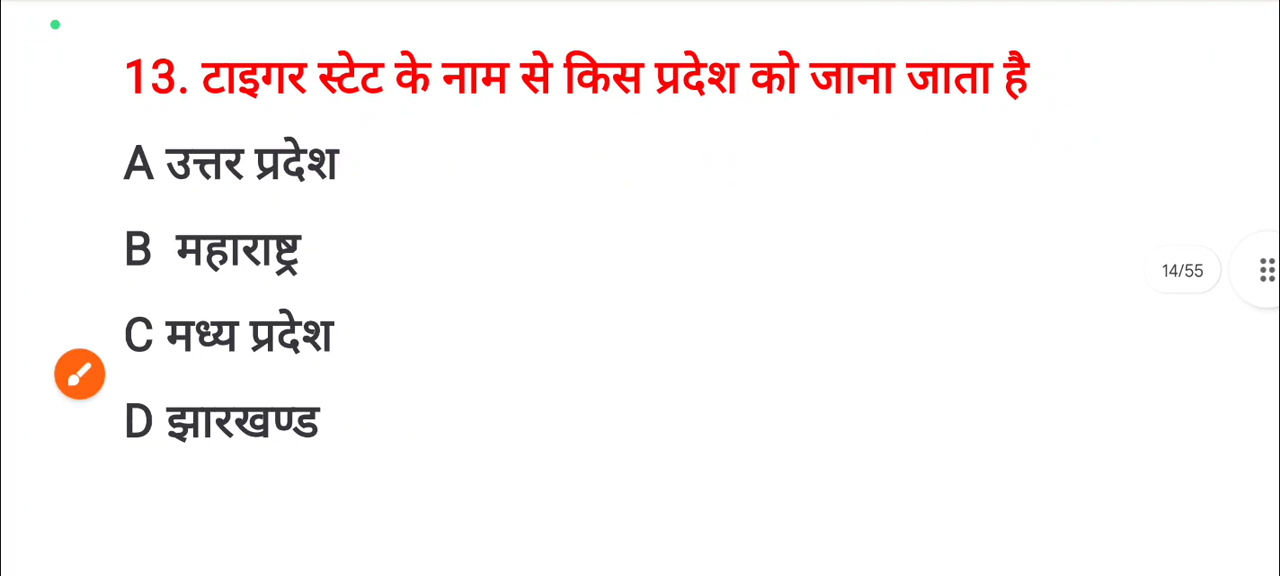 13. टाइगर स्टेट के नाम से किस प्रदेश को जाना जाता है
A उत्तर प्रदेश
B महाराष्ट्र
14/55
C मध्य प्रदेश
D झारखण्ड